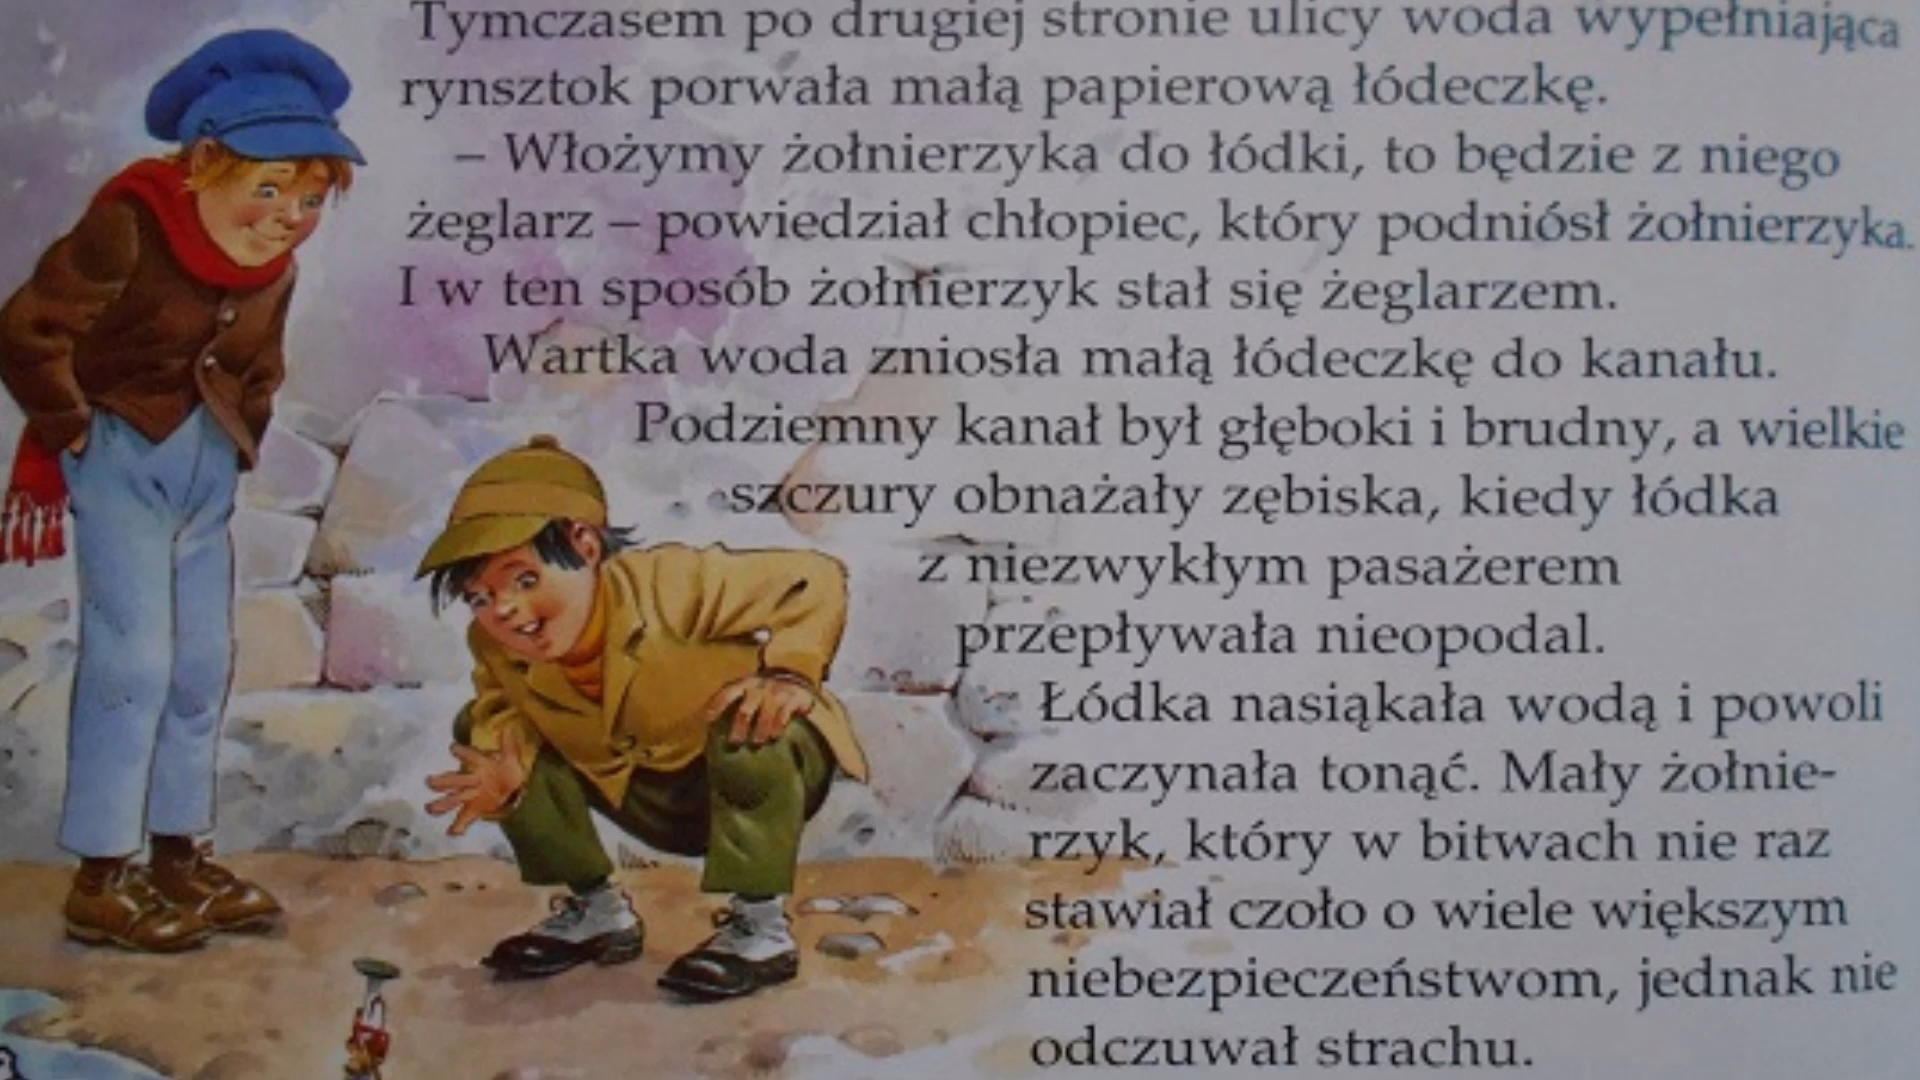 Tymczasem po drugiej stronie ulicy woda wypełniająca
rynsztok porwała małą papierową łódeczkę.
– Włożymy żołnierzyka do łódki, to będzie z niego
żeglarz – powiedział chłopiec, który podniósł żołnierzyka.
I w ten sposób żołnierzyk stał się żeglarzem.
Wartka woda zniosła małą łódeczkę do kanału.
Podziemny kanał był głęboki i brudny, a wielkie
szczury obnażały zębiska, kiedy łódka
z niezwykłym pasażerem
przepływała nieopodal.
Łódka nasiąkała wodą i powoli
zaczynała tonąć. Mały żołnie-
rzyk, który w bitwach nie raz
stawiał czoło o wiele większym
niebezpieczeństwom, jednak nie
odczuwał strachu.